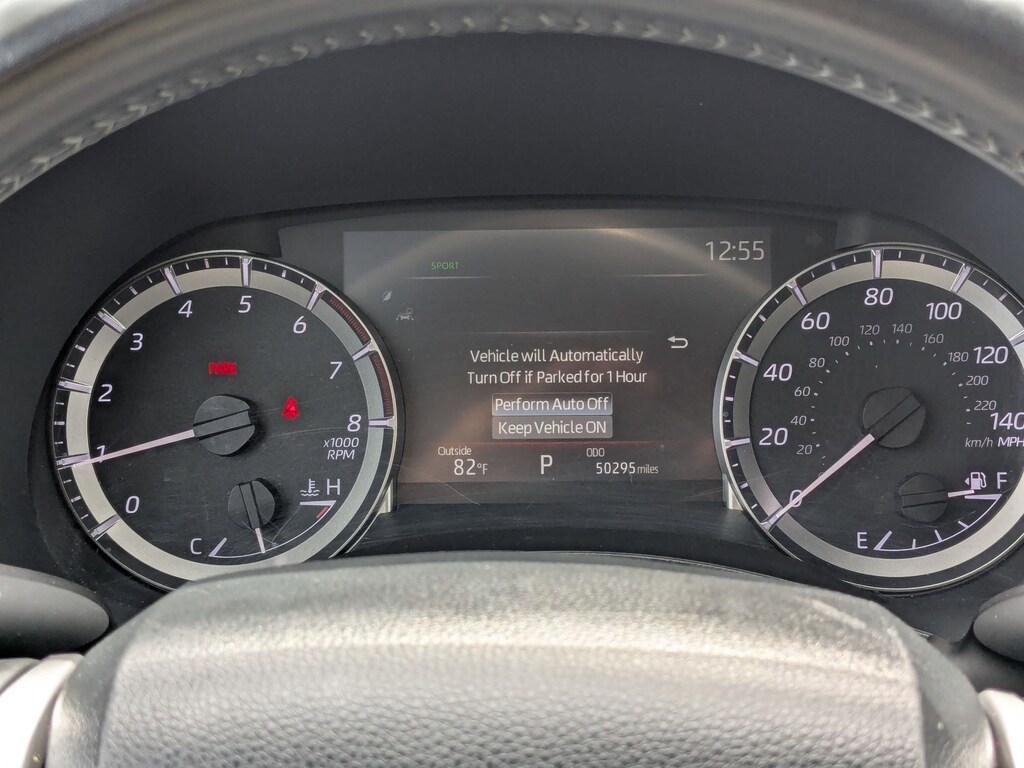 12:55
SPORT
Vehicle will Automatically
Turn Off if Parked for 1 Hour
Perform Auto Off
Keep Vehicle ON
Outside
82°F
P
ODO
50295 miles
0
1
2
3
4
5
6
7
8
x1000
RPM
C
H
0
20
40
60
80
100
120
140
20
40
60
80
100
120
140
160
180
200
220
km/h MPH
E
F